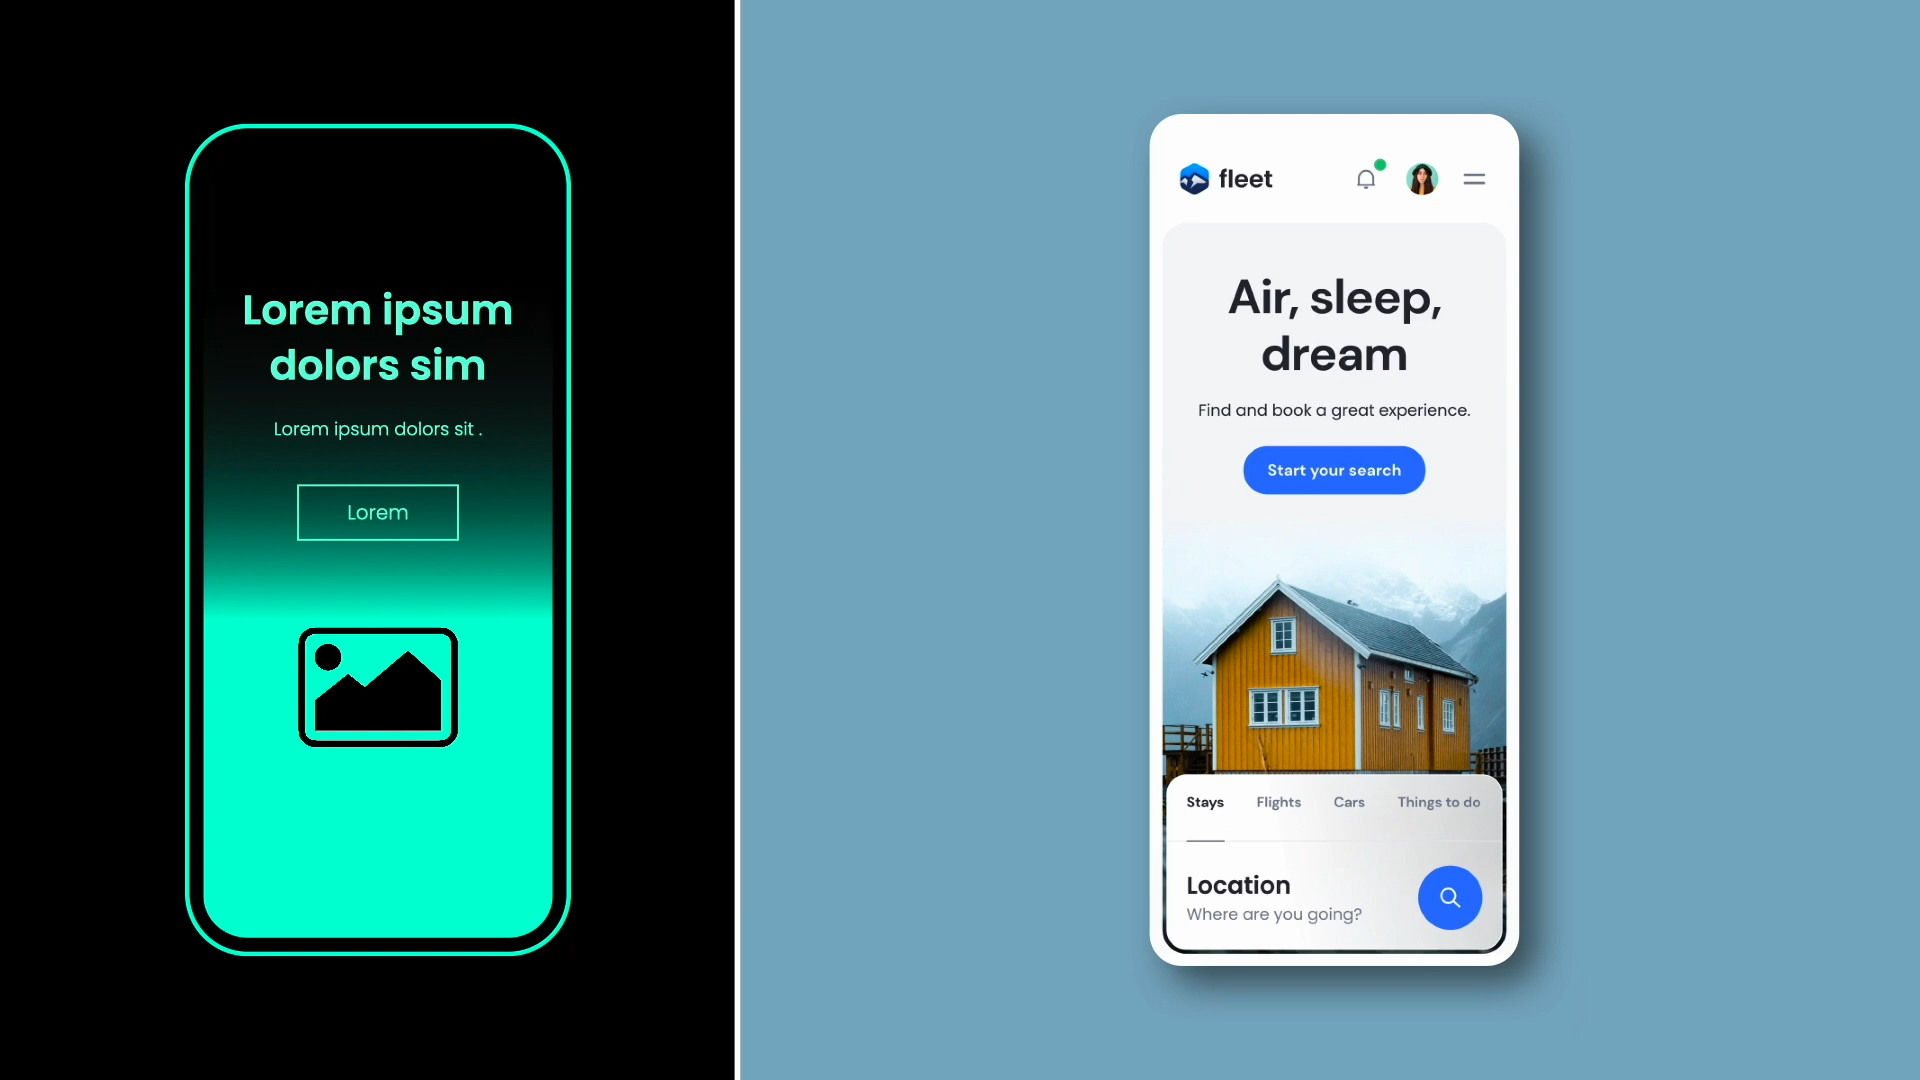 Lorem ipsum
dolors sim
Lorem ipsum dolors sit .
Lorem
fleet
Air, sleep,
dream
Find and book a great experience.
Start your search
Stays Flights Cars Things to do
Location
Where are you going?